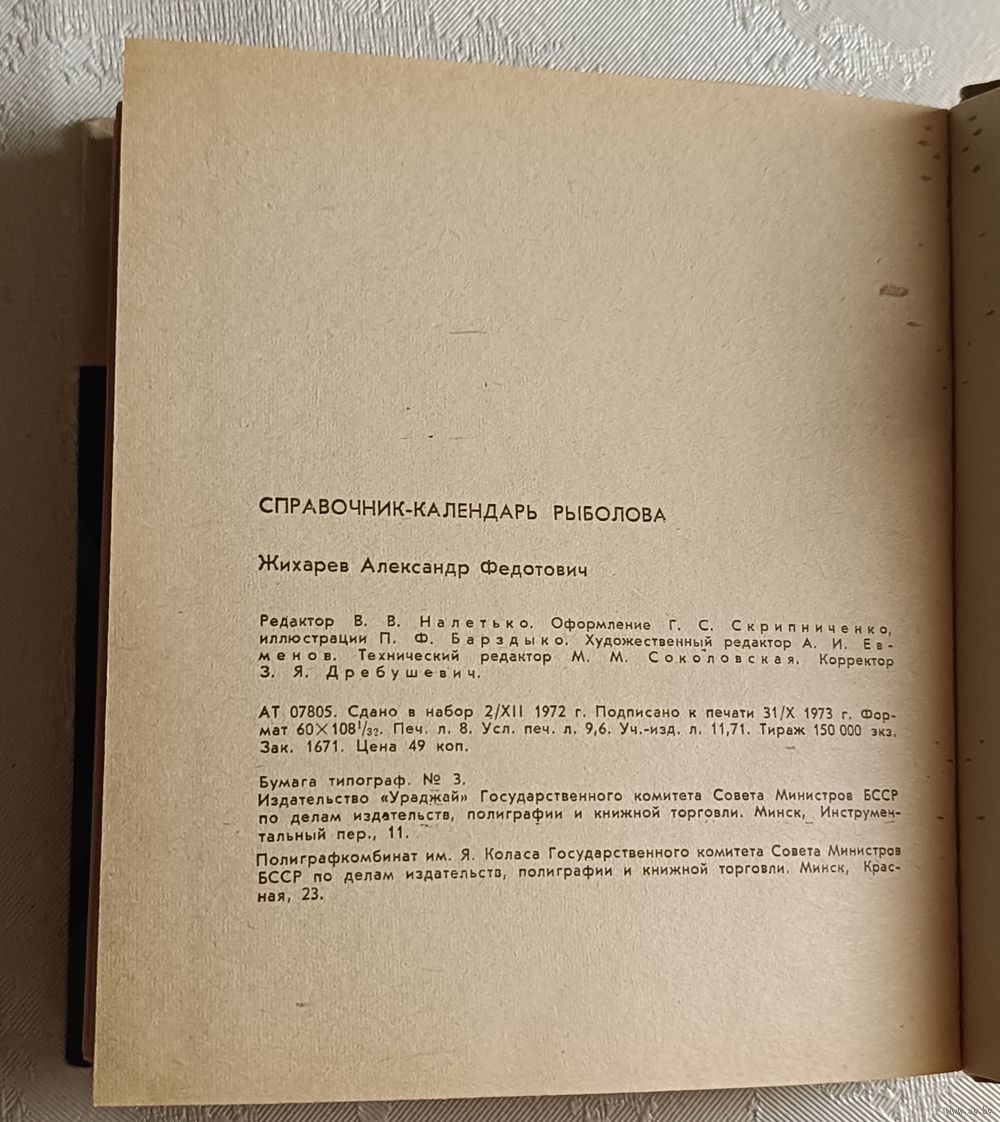 СПРАВОЧНИК-КАЛЕНДАРЬ РЫБОЛОВА
Жихарев Александр Федотович
Редактор В. В. Налетько. Оформление Г. С. Скрипниченко,
иллюстрации П. Ф. Барздыко. Художественный редактор А. И. Ев-
менов. Технический редактор М. М. Соколовская. Корректор
З. Я. Дребушевич.
АТ 07805. Сдано в набор 2/XII 1972 г. Подписано к печати 31/X 1973 г. Фор-
мат 60×108¹/₃₂. Печ. л. 8. Усл. печ. л. 9,6. Уч.-изд. л. 11,71. Тираж 150 000 экз.
Зак. 1671. Цена 49 коп.
Бумага типограф. № 3.
Издательство «Ураджай» Государственного комитета Совета Министров БССР
по делам издательств, полиграфии и книжной торговли. Минск, Инструмен-
тальный пер., 11.
Полиграфкомбинат им. Я. Коласа Государственного комитета Совета Министров
БССР по делам издательств, полиграфии и книжной торговли. Минск, Крас-
ная, 23.
www.ay.by